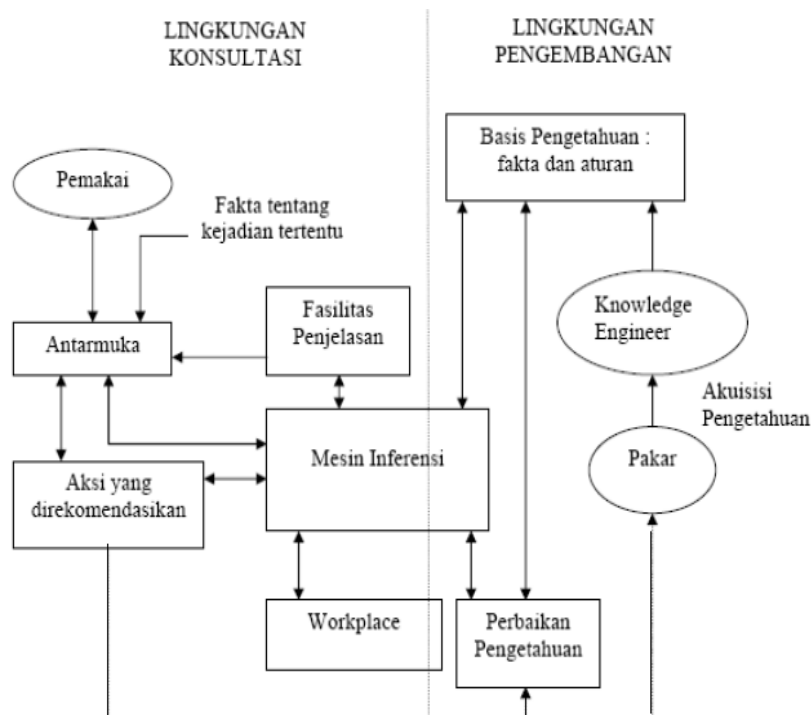 LINGKUNGAN
KONSULTASI
LINGKUNGAN
PENGEMBANGAN
Basis Pengetahuan :
fakta dan aturan
Pemakai
Fakta tentang
kejadian tertentu
Fasilitas
Penjelasan
Knowledge
Engineer
Antarmuka
Akuisisi
Pengetahuan
Mesin Inferensi
Pakar
Aksi yang
direkomendasikan
Workplace
Perbaikan
Pengetahuan